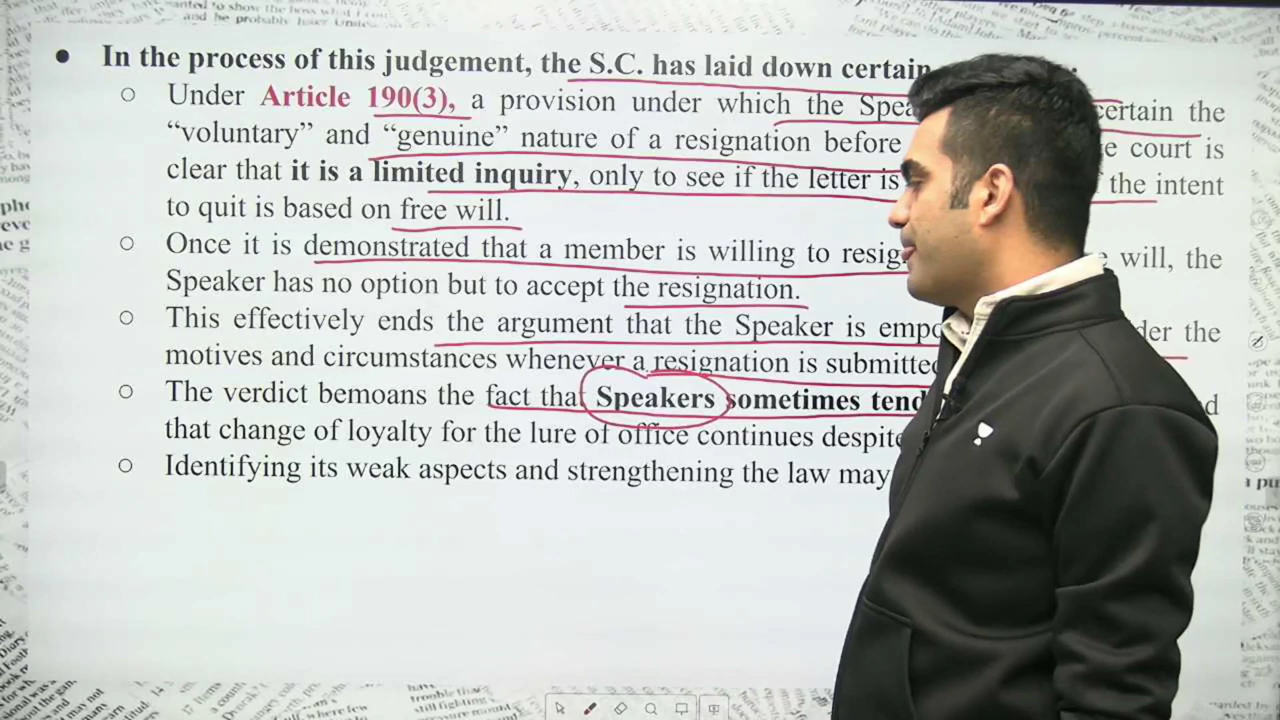 ● In the process of this judgement, the S.C. has laid down certain
○ Under Article 190(3), a provision under which the certain the
"voluntary" and "genuine" nature of a resignation before court is
clear that it is a limited inquiry, only to see if the letter is the intent
to quit is based on free will.
○ Once it is demonstrated that a member is willing to will, the
Speaker has no option but to accept the resignation.
○ This effectively ends the argument that the Speaker is the
motives and circumstances whenever a resignation is submitted
○ The verdict bemoans the fact that Speakers sometimes tend
that change of loyalty for the lure of office continues despite
○ Identifying its weak aspects and strengthening the law may